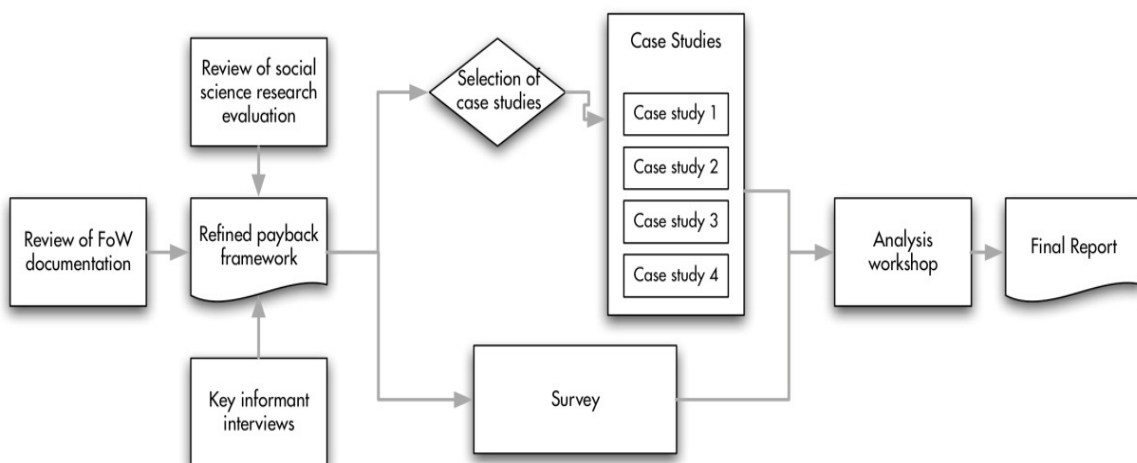 Review of FoW
documentation
Review of social
science research
evaluation
Refined payback
framework
Key informant
interviews
Selection of
case studies
Case Studies
Case study 1
Case study 2
Case study 3
Case study 4
Survey
Analysis
workshop
Final Report